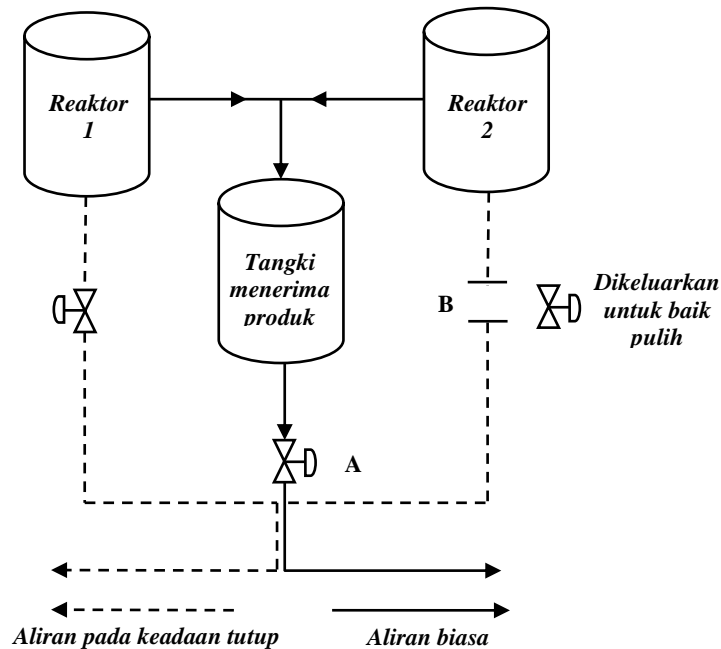 Reaktor
1
Reaktor
2
Tangki
menerima
produk
B
Dikeluarkan
untuk baik
pulih
A
Aliran pada keadaan tutup
Aliran biasa